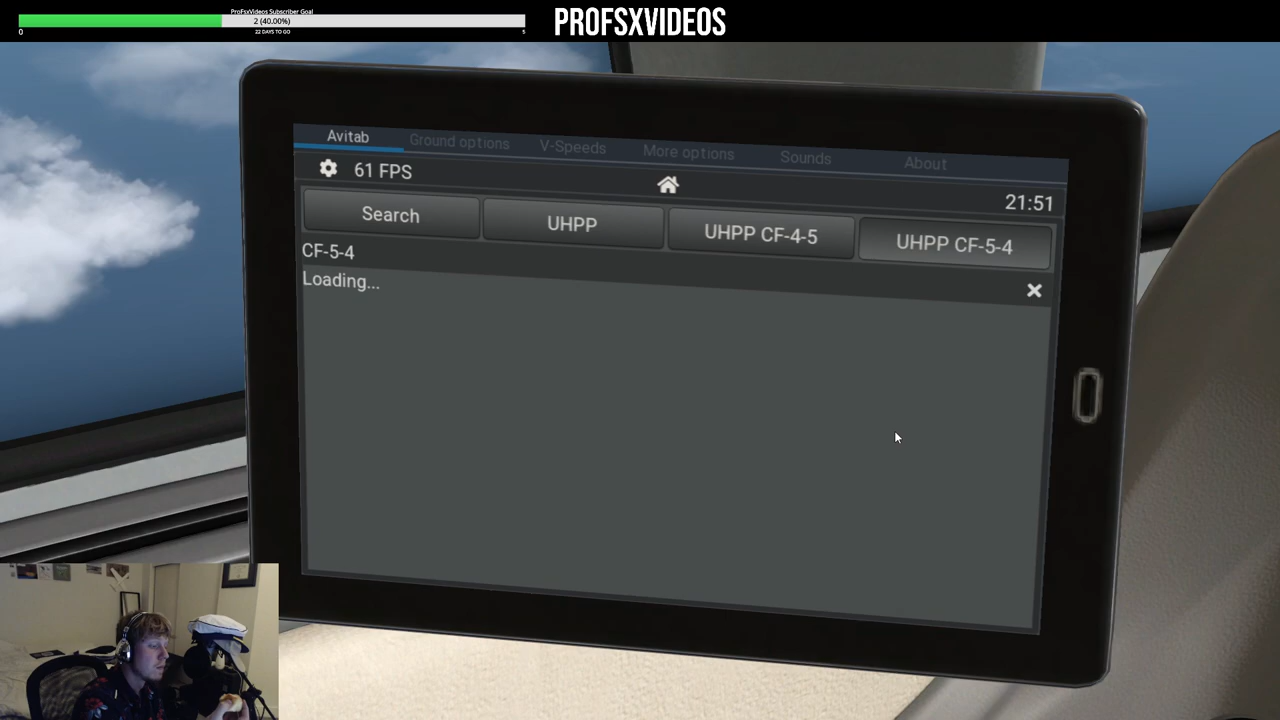 ProFsxVideos Subscriber Goal
2 (40.00%)
0
5
22 DAYS TO GO
PROFSXVIDEOS
Avitab
Ground options
V-Speeds
More options
Sounds
About
61 FPS
21:51
Search
UHPP
UHPP CF-4-5
UHPP CF-5-4
CF-5-4
Loading...